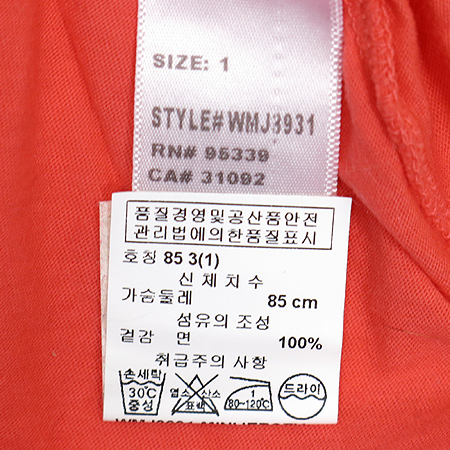 SIZE: 1
STYLE# WMJ3931
RN# 95339
CA# 31092
품질경영및공산품안전
관리법에의한품질표시
호칭 85 3(1)
신 체 치 수
가슴둘레 85 cm
섬유의 조성
겉감 면 100%
취급주의 사항
손세탁 30℃ 중성
염소 산소 표백
1 80~120℃
드라이